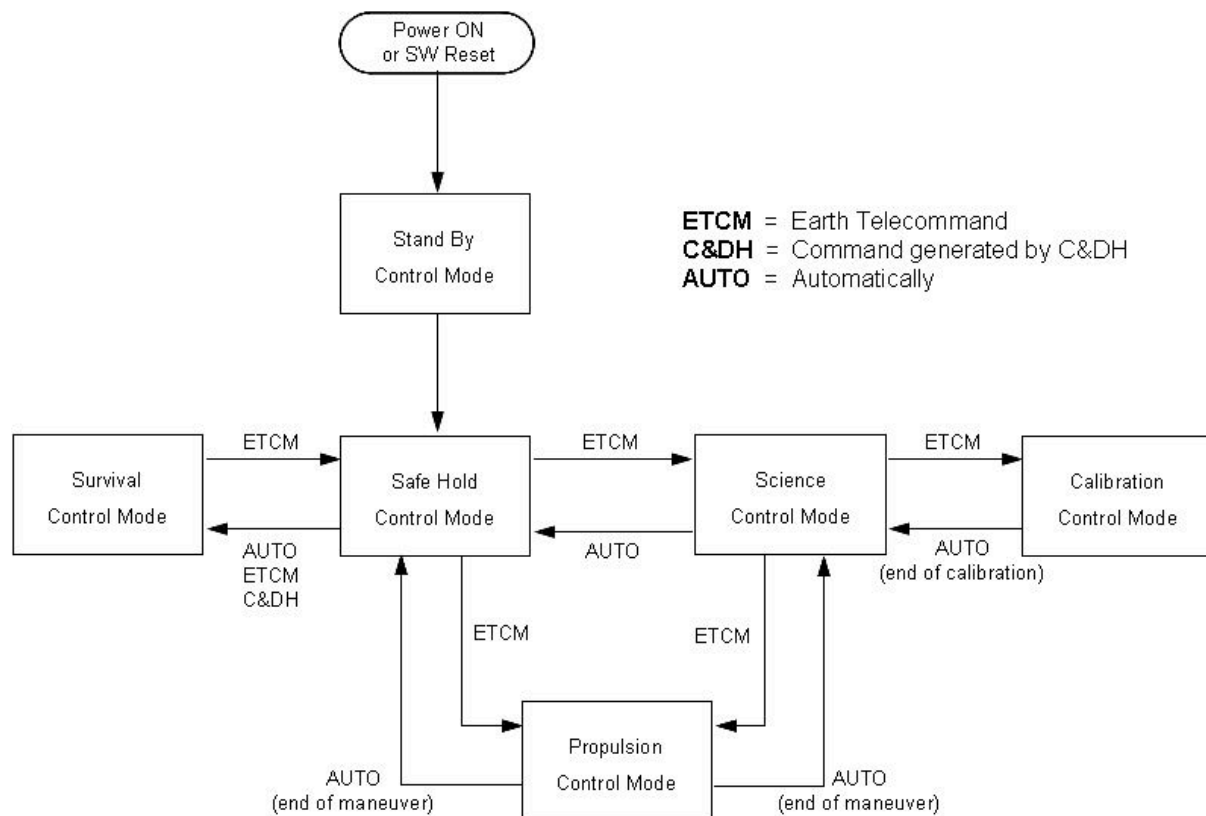 Power ON
or SW Reset
Stand By
Control Mode
ETCM = Earth Telecommand
C&DH = Command generated by C&DH
AUTO = Automatically
Survival
Control Mode
ETCM
AUTO
ETCM
C&DH
Safe Hold
Control Mode
ETCM
AUTO
Science
Control Mode
ETCM
AUTO
(end of calibration)
Calibration
Control Mode
ETCM
ETCM
Propulsion
Control Mode
AUTO
(end of maneuver)
AUTO
(end of maneuver)